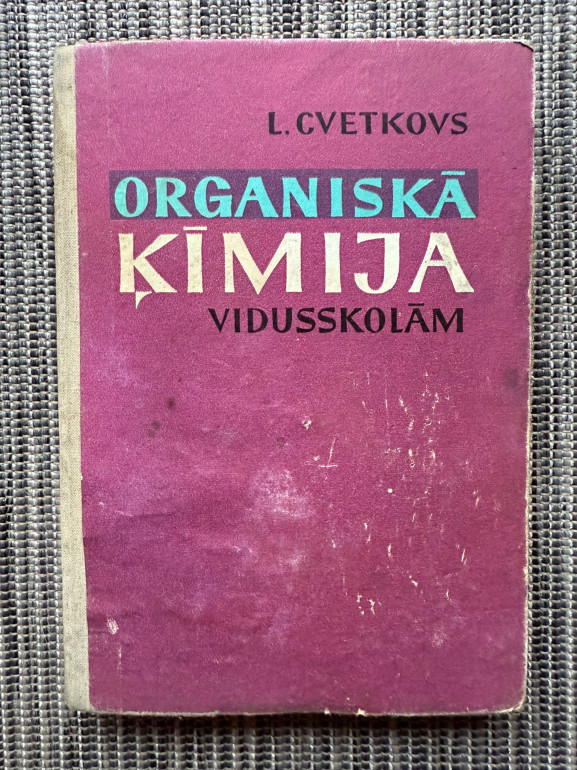 L. CVETKOVS
ORGANISKĀ
ĶĪMIJA
VIDUSSKOLĀM